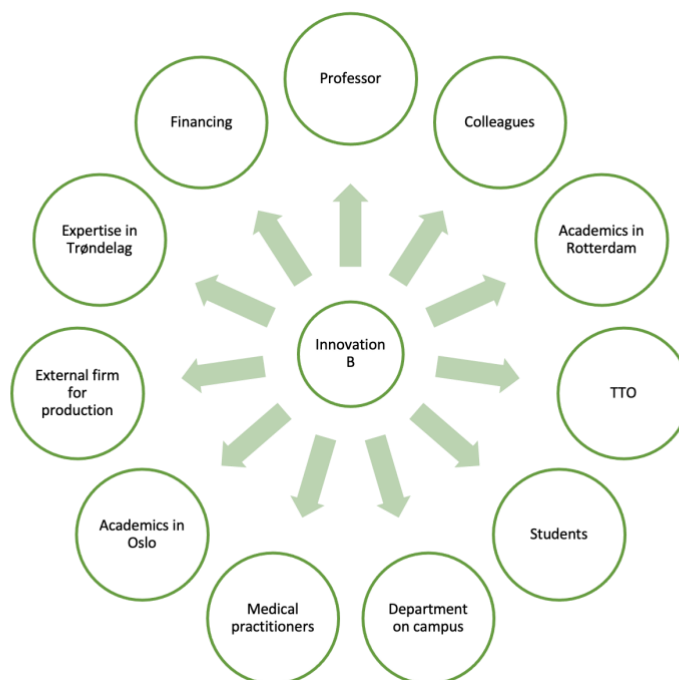 Professor
Colleagues
Academics in
Rotterdam
TTO
Students
Department
on campus
Medical
practitioners
Academics in
Oslo
External firm
for
production
Expertise in
Trøndelag
Financing
Innovation
B